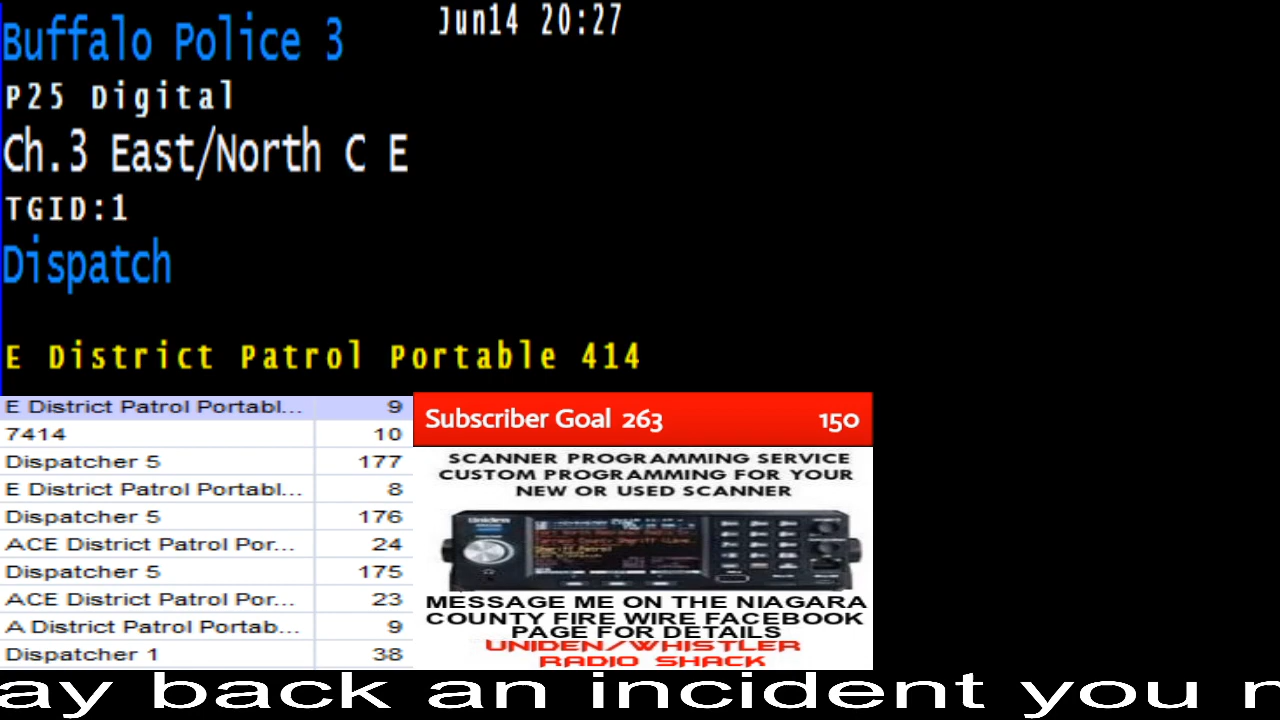 Buffalo Police 3
Jun14 20:27
P25 Digital
Ch.3 East/North C E
TGID:1
Dispatch
E District Patrol Portable 414
E District Patrol Portabl... 9
7414 10
Dispatcher 5 177
E District Patrol Portabl... 8
Dispatcher 5 176
ACE District Patrol Por... 24
Dispatcher 5 175
ACE District Patrol Por... 23
A District Patrol Portab... 9
Dispatcher 1 38
Subscriber Goal 263 150
SCANNER PROGRAMMING SERVICE
CUSTOM PROGRAMMING FOR YOUR
NEW OR USED SCANNER
Uniden
Sheriff Patrol
MESSAGE ME ON THE NIAGARA
COUNTY FIRE WIRE FACEBOOK
PAGE FOR DETAILS
UNIDEN/WHISTLER
RADIO SHACK
ay back an incident you